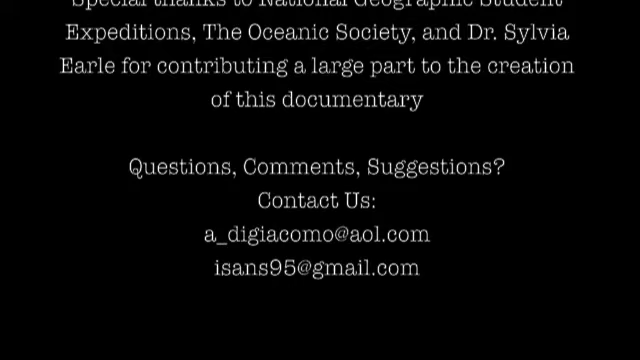 Special thanks to National Geographic Student
Expeditions, The Oceanic Society, and Dr. Sylvia
Earle for contributing a large part to the creation
of this documentary
Questions, Comments, Suggestions?
Contact Us:
a_digiacomo@aol.com
isans95@gmail.com